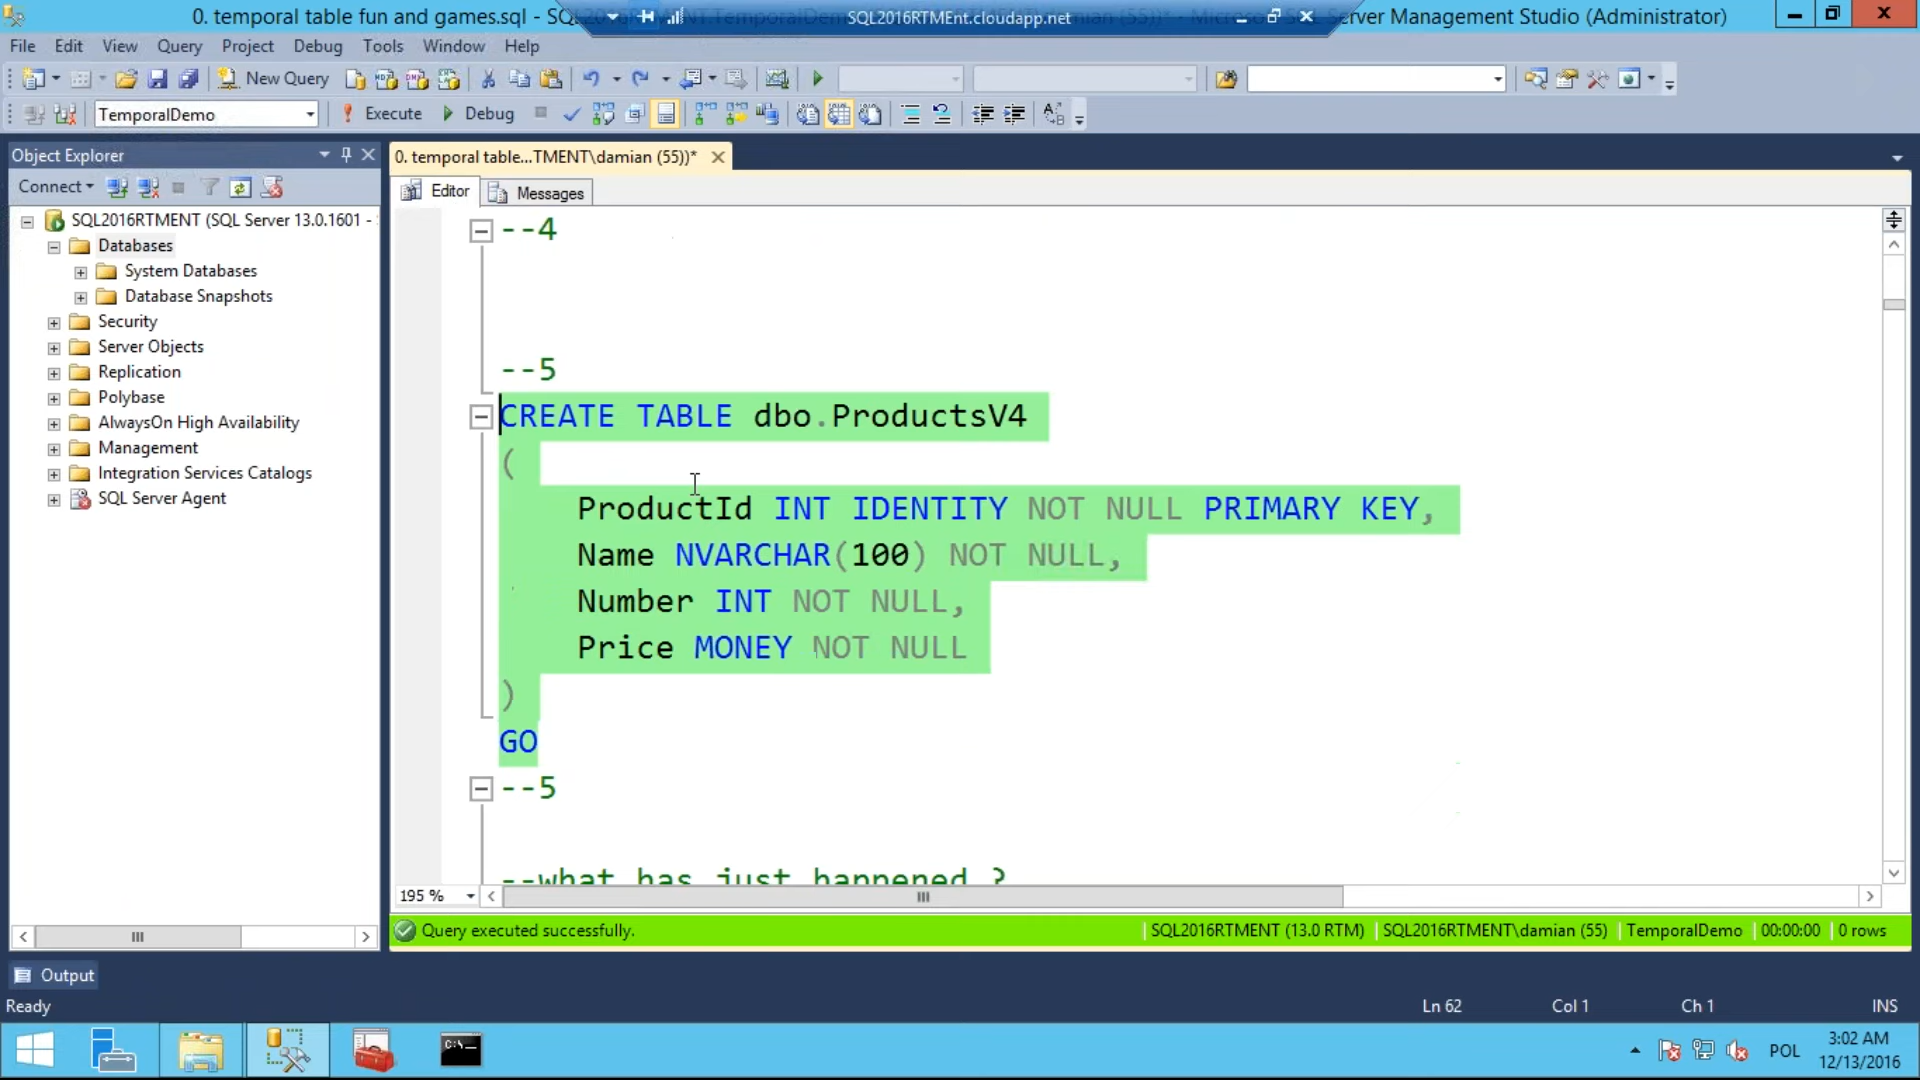 0. temporal table fun and games.sql - SQL
SQL2016RTMEnt.cloudapp.net
Server Management Studio (Administrator)
File Edit View Query Project Debug Tools Window Help
New Query
TemporalDemo Execute Debug
Object Explorer
Connect
SQL2016RTMENT (SQL Server 13.0.1601 -
Databases
System Databases
Database Snapshots
Security
Server Objects
Replication
Polybase
AlwaysOn High Availability
Management
Integration Services Catalogs
SQL Server Agent
0. temporal table...TMENT\damian (55))*
Editor Messages
--4
--5
CREATE TABLE dbo.ProductsV4
(
ProductId INT IDENTITY NOT NULL PRIMARY KEY,
Name NVARCHAR(100) NOT NULL,
Number INT NOT NULL,
Price MONEY NOT NULL
)
GO
--5
--what has just happened ?
195 %
Query executed successfully. SQL2016RTMENT (13.0 RTM) SQL2016RTMENT\damian (55) TemporalDemo 00:00:00 0 rows
Output
Ready Ln 62 Col 1 Ch 1 INS
POL
3:02 AM
12/13/2016